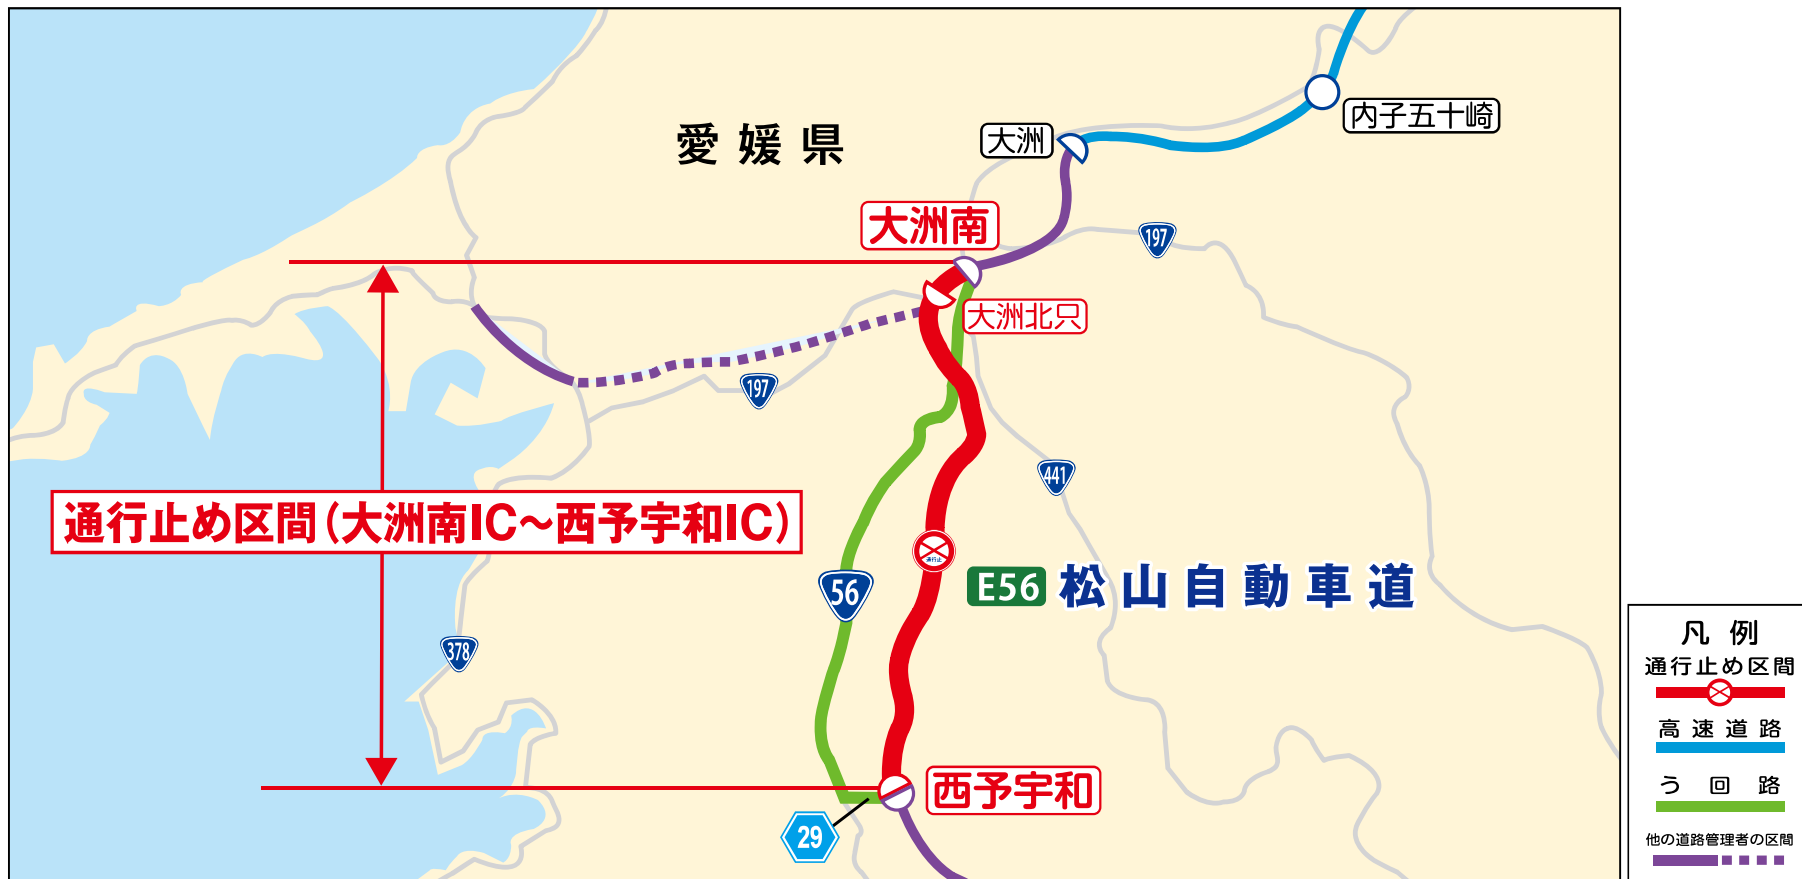 愛媛県
内子五十崎
大洲
大洲南
197
大洲北只
197
441
通行止め区間(大洲南IC～西予宇和IC)
通行止
56
E56 松山自動車道
378
西予宇和
29
凡例
通行止め区間
高速道路
う回路
他の道路管理者の区間